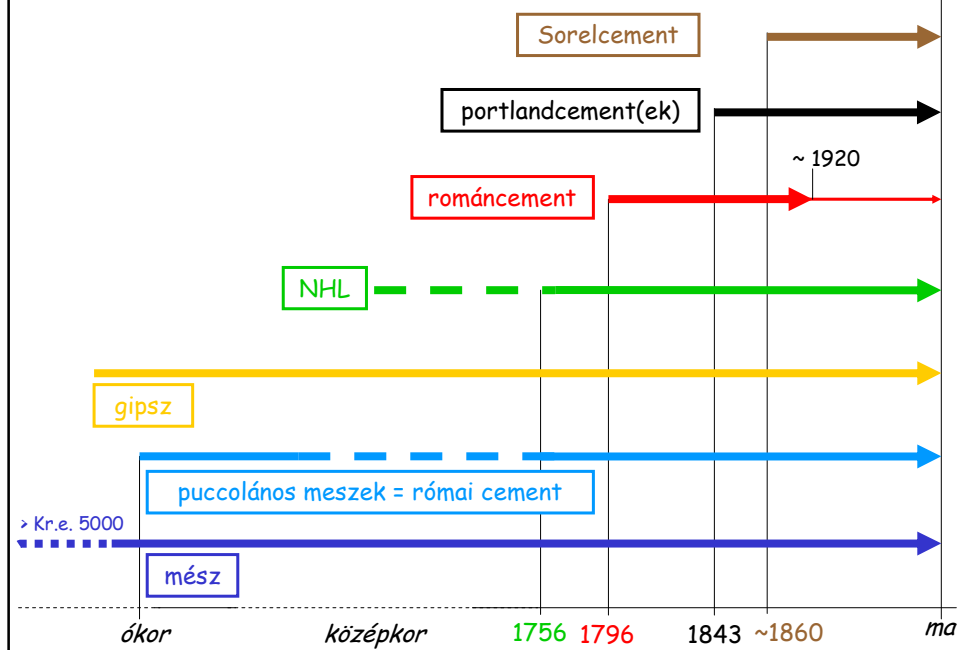 Sorelcement
portlandcement(ek)
~ 1920
románcement
NHL
gipsz
puccolános meszek = római cement
> Kr.e. 5000
mész
ókor középkor 1756 1796 1843 ~1860 ma